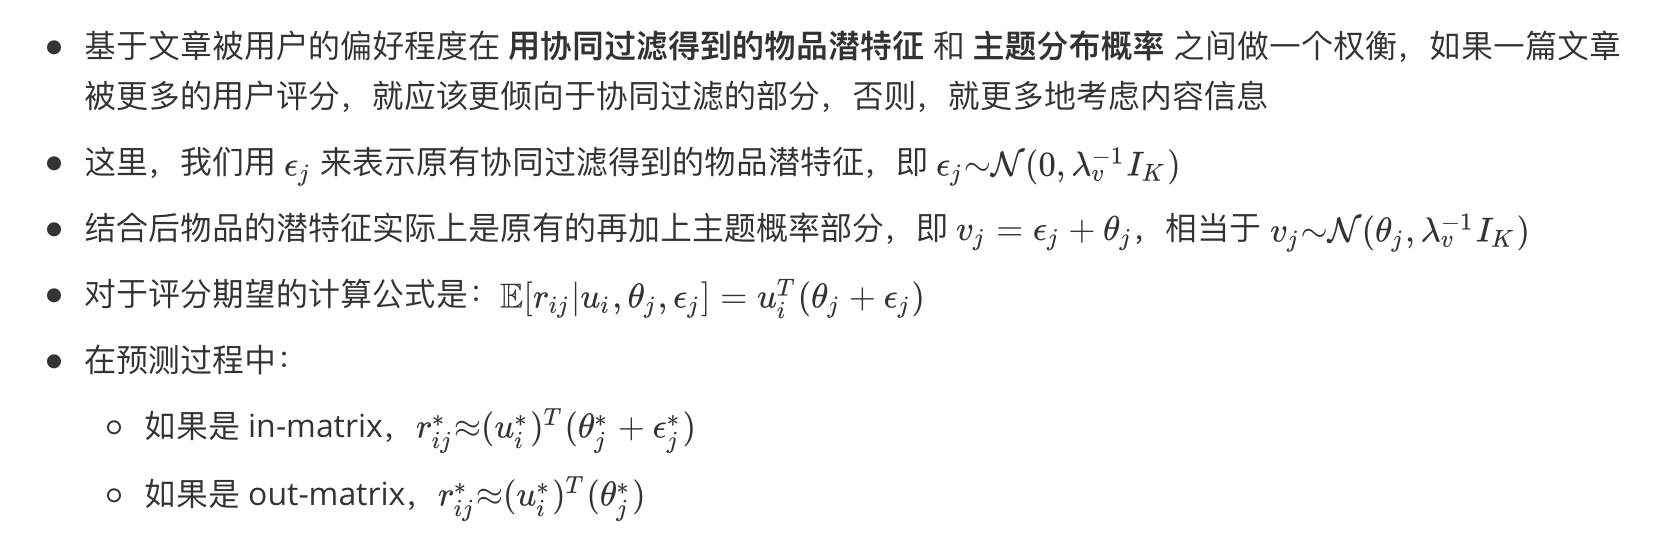 ● 基于文章被用户的偏好程度在 用协同过滤得到的物品潜特征 和 主题分布概率 之间做一个权衡，如果一篇文章
被更多的用户评分，就应该更倾向于协同过滤的部分，否则，就更多地考虑内容信息
● 这里，我们用 $\epsilon_j$ 来表示原有协同过滤得到的物品潜特征，即 $\epsilon_j \sim \mathcal{N}(0, \lambda_v^{-1} I_K)$
● 结合后物品的潜特征实际上是原有的再加上主题概率部分，即 $v_j = \epsilon_j + \theta_j$，相当于 $v_j \sim \mathcal{N}(\theta_j, \lambda_v^{-1} I_K)$
● 对于评分期望的计算公式是：$\mathbb{E}[r_{ij}|u_i, \theta_j, \epsilon_j] = u_i^T(\theta_j + \epsilon_j)$
● 在预测过程中：
○ 如果是 in-matrix，$r_{ij}^* \approx (u_i^*)^T(\theta_j^* + \epsilon_j^*)$
○ 如果是 out-matrix，$r_{ij}^* \approx (u_i^*)^T(\theta_j^*)$